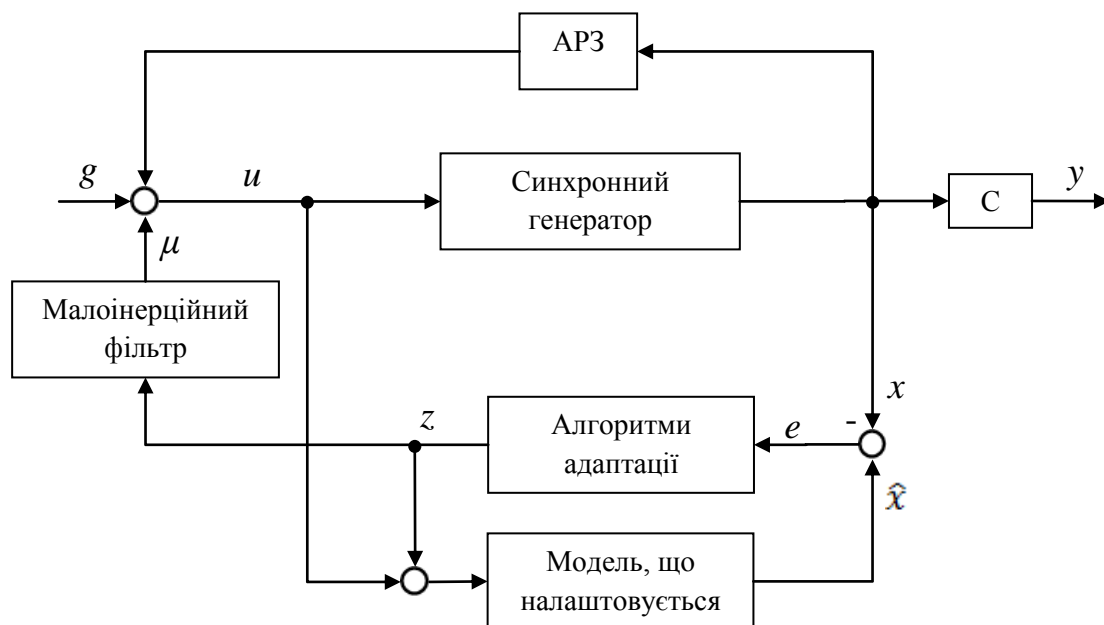 АРЗ
g
u
Синхронний
генератор
С
y
μ
Малоінерційний
фільтр
x
z
Алгоритми
адаптації
e
-
x̂
Модель, що
налаштовується